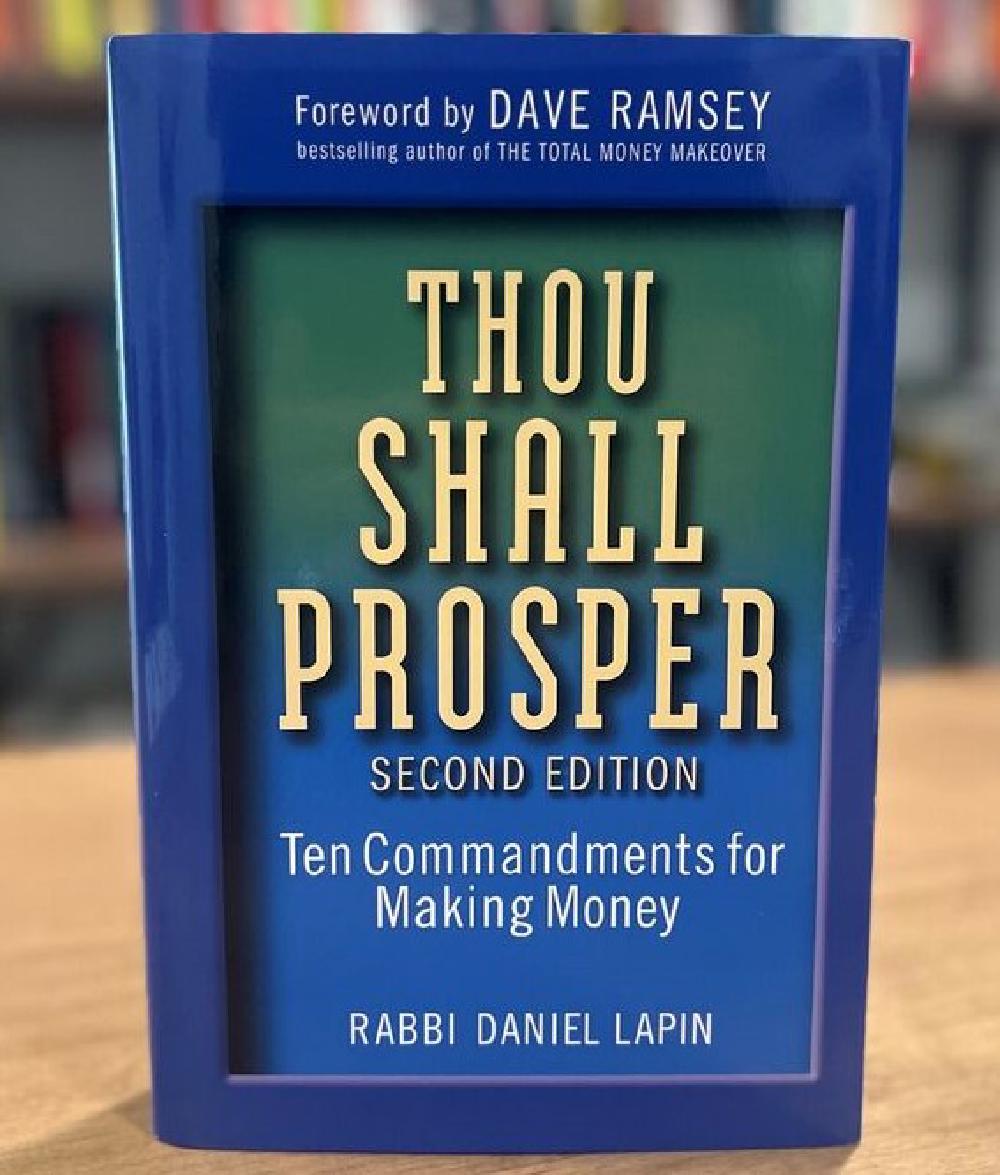 Foreword by DAVE RAMSEY
bestselling author of THE TOTAL MONEY MAKEOVER
THOU
SHALL
PROSPER
SECOND EDITION
Ten Commandments for
Making Money
RABBI DANIEL LAPIN